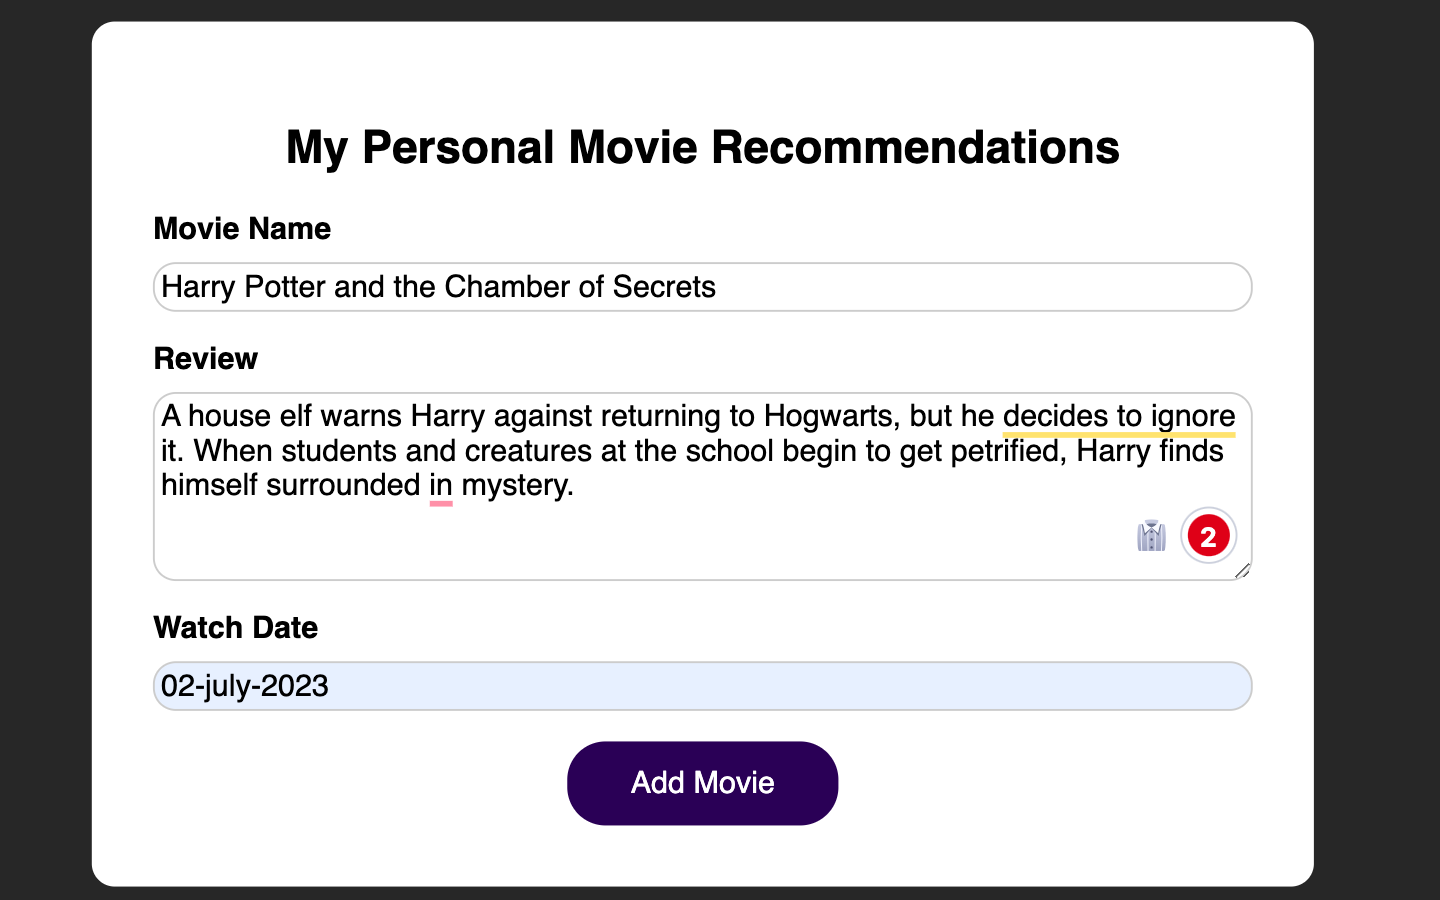 My Personal Movie Recommendations
Movie Name
Harry Potter and the Chamber of Secrets
Review
A house elf warns Harry against returning to Hogwarts, but he decides to ignore
it. When students and creatures at the school begin to get petrified, Harry finds
himself surrounded in mystery.
2
Watch Date
02-july-2023
Add Movie